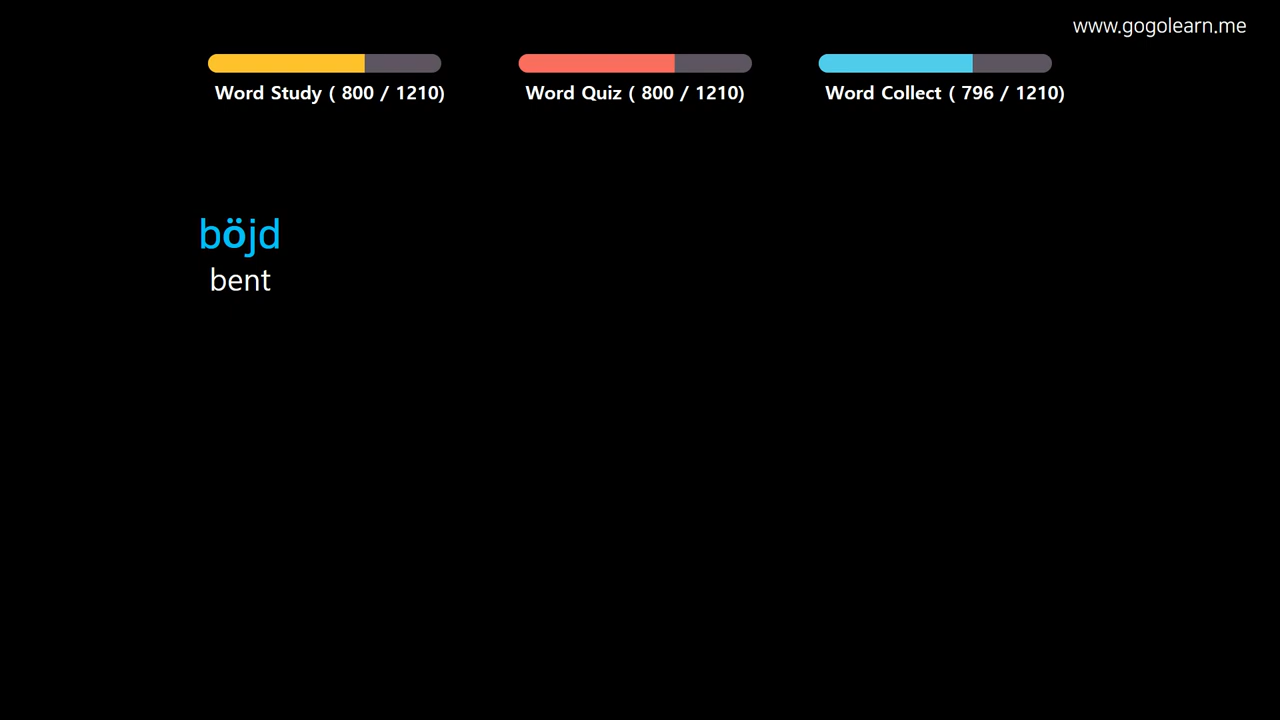 www.gogolearn.me
Word Study ( 800 / 1210)
Word Quiz ( 800 / 1210)
Word Collect ( 796 / 1210)
böjd
bent